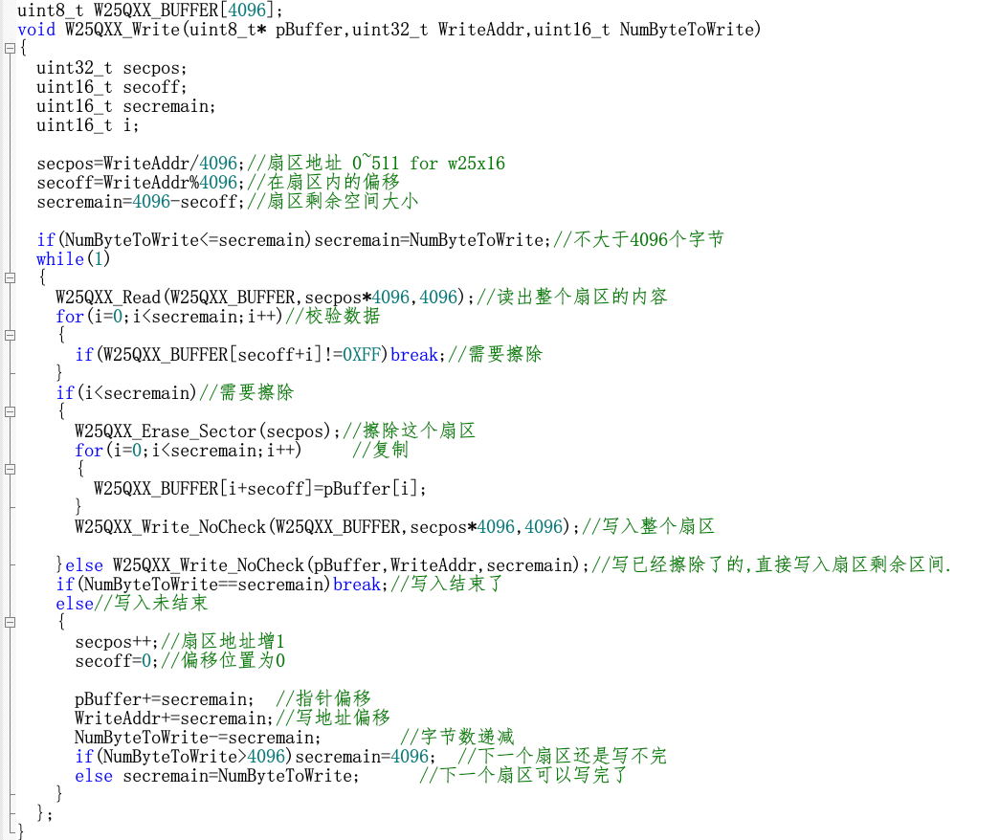 uint8_t W25QXX_BUFFER[4096];
void W25QXX_Write(uint8_t* pBuffer,uint32_t WriteAddr,uint16_t NumByteToWrite)
{
  uint32_t secpos;
  uint16_t secoff;
  uint16_t secremain;
  uint16_t i;

  secpos=WriteAddr/4096;//扇区地址 0~511 for w25x16
  secoff=WriteAddr%4096;//在扇区内的偏移
  secremain=4096-secoff;//扇区剩余空间大小

  if(NumByteToWrite<=secremain)secremain=NumByteToWrite;//不大于4096个字节
  while(1)
  {
    W25QXX_Read(W25QXX_BUFFER,secpos*4096,4096);//读出整个扇区的内容
    for(i=0;i<secremain;i++)//校验数据
    {
      if(W25QXX_BUFFER[secoff+i]!=0XFF)break;//需要擦除
    }
    if(i<secremain)//需要擦除
    {
      W25QXX_Erase_Sector(secpos);//擦除这个扇区
      for(i=0;i<secremain;i++)     //复制
      {
        W25QXX_BUFFER[i+secoff]=pBuffer[i];
      }
      W25QXX_Write_NoCheck(W25QXX_BUFFER,secpos*4096,4096);//写入整个扇区

    }else W25QXX_Write_NoCheck(pBuffer,WriteAddr,secremain);//写已经擦除了的,直接写入扇区剩余区间.
    if(NumByteToWrite==secremain)break;//写入结束了
    else//写入未结束
    {
      secpos++;//扇区地址增1
      secoff=0;//偏移位置为0

      pBuffer+=secremain;  //指针偏移
      WriteAddr+=secremain;//写地址偏移
      NumByteToWrite-=secremain;        //字节数递减
      if(NumByteToWrite>4096)secremain=4096;  //下一个扇区还是写不完
      else secremain=NumByteToWrite;      //下一个扇区可以写完了
    }
  };
}